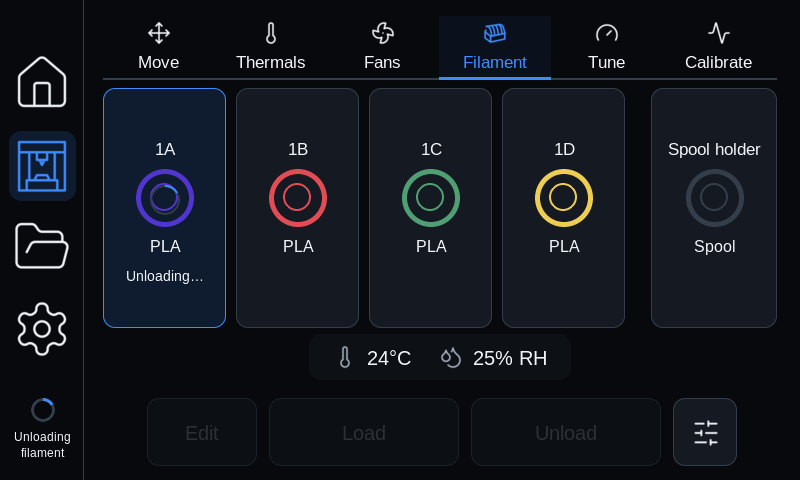 Move
Thermals
Fans
Filament
Tune
Calibrate
1A
PLA
Unloading...
1B
PLA
1C
PLA
1D
PLA
Spool holder
Spool
24°C
25% RH
Edit
Load
Unload
Unloading
filament